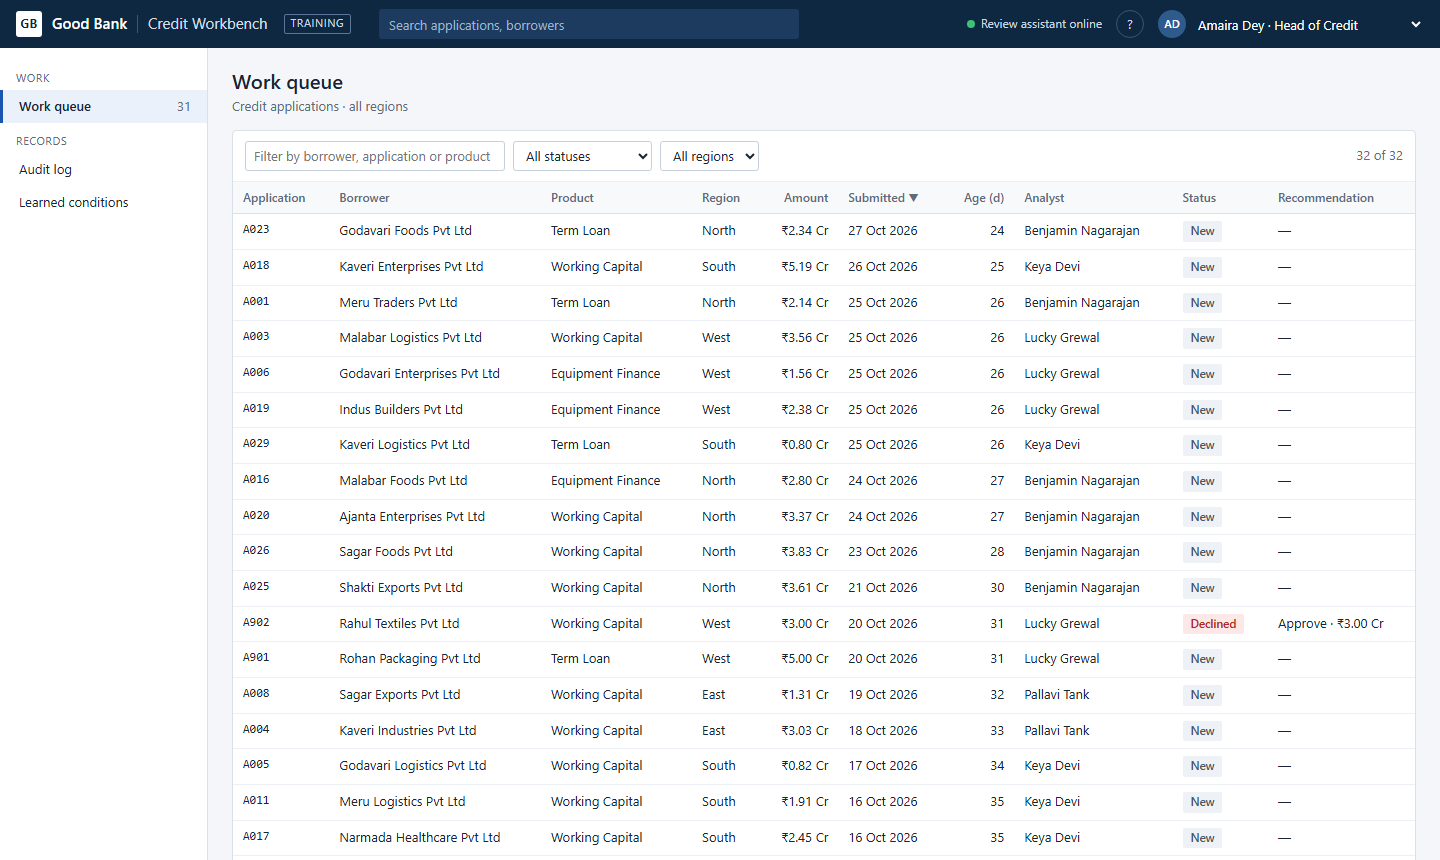 GB Good Bank Credit Workbench TRAINING Search applications, borrowers Review assistant online ? AD Amaira Dey · Head of Credit
WORK
Work queue 31
RECORDS
Audit log
Learned conditions
Work queue
Credit applications · all regions
Filter by borrower, application or product All statuses All regions 32 of 32
Application Borrower Product Region Amount Submitted ▼ Age (d) Analyst Status Recommendation
A023 Godavari Foods Pvt Ltd Term Loan North ₹2.34 Cr 27 Oct 2026 24 Benjamin Nagarajan New —
A018 Kaveri Enterprises Pvt Ltd Working Capital South ₹5.19 Cr 26 Oct 2026 25 Keya Devi New —
A001 Meru Traders Pvt Ltd Term Loan North ₹2.14 Cr 25 Oct 2026 26 Benjamin Nagarajan New —
A003 Malabar Logistics Pvt Ltd Working Capital West ₹3.56 Cr 25 Oct 2026 26 Lucky Grewal New —
A006 Godavari Enterprises Pvt Ltd Equipment Finance West ₹1.56 Cr 25 Oct 2026 26 Lucky Grewal New —
A019 Indus Builders Pvt Ltd Equipment Finance West ₹2.38 Cr 25 Oct 2026 26 Lucky Grewal New —
A029 Kaveri Logistics Pvt Ltd Term Loan South ₹0.80 Cr 25 Oct 2026 26 Keya Devi New —
A016 Malabar Foods Pvt Ltd Equipment Finance North ₹2.80 Cr 24 Oct 2026 27 Benjamin Nagarajan New —
A020 Ajanta Enterprises Pvt Ltd Working Capital North ₹3.37 Cr 24 Oct 2026 27 Benjamin Nagarajan New —
A026 Sagar Foods Pvt Ltd Working Capital North ₹3.83 Cr 23 Oct 2026 28 Benjamin Nagarajan New —
A025 Shakti Exports Pvt Ltd Working Capital North ₹3.61 Cr 21 Oct 2026 30 Benjamin Nagarajan New —
A902 Rahul Textiles Pvt Ltd Working Capital West ₹3.00 Cr 20 Oct 2026 31 Lucky Grewal Declined Approve · ₹3.00 Cr
A901 Rohan Packaging Pvt Ltd Term Loan West ₹5.00 Cr 20 Oct 2026 31 Lucky Grewal New —
A008 Sagar Exports Pvt Ltd Working Capital East ₹1.31 Cr 19 Oct 2026 32 Pallavi Tank New —
A004 Kaveri Industries Pvt Ltd Working Capital East ₹3.03 Cr 18 Oct 2026 33 Pallavi Tank New —
A005 Godavari Logistics Pvt Ltd Working Capital South ₹0.82 Cr 17 Oct 2026 34 Keya Devi New —
A011 Meru Logistics Pvt Ltd Working Capital South ₹1.91 Cr 16 Oct 2026 35 Keya Devi New —
A017 Narmada Healthcare Pvt Ltd Working Capital South ₹2.45 Cr 16 Oct 2026 35 Keya Devi New —